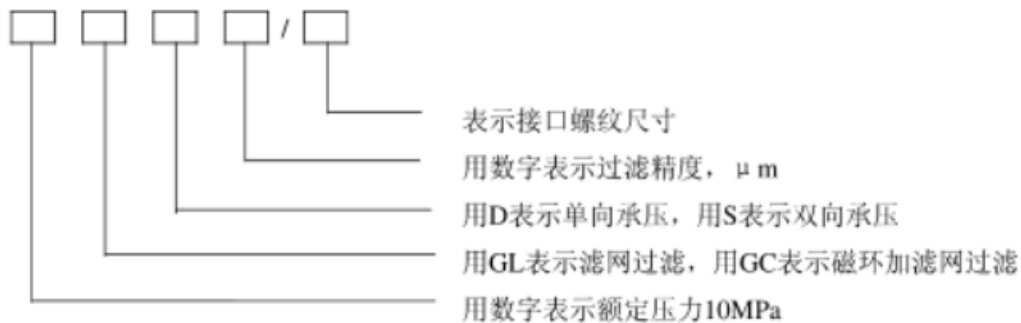 /
表示接口螺纹尺寸
用数字表示过滤精度，μm
用D表示单向承压，用S表示双向承压
用GL表示滤网过滤，用GC表示磁环加滤网过滤
用数字表示额定压力10MPa